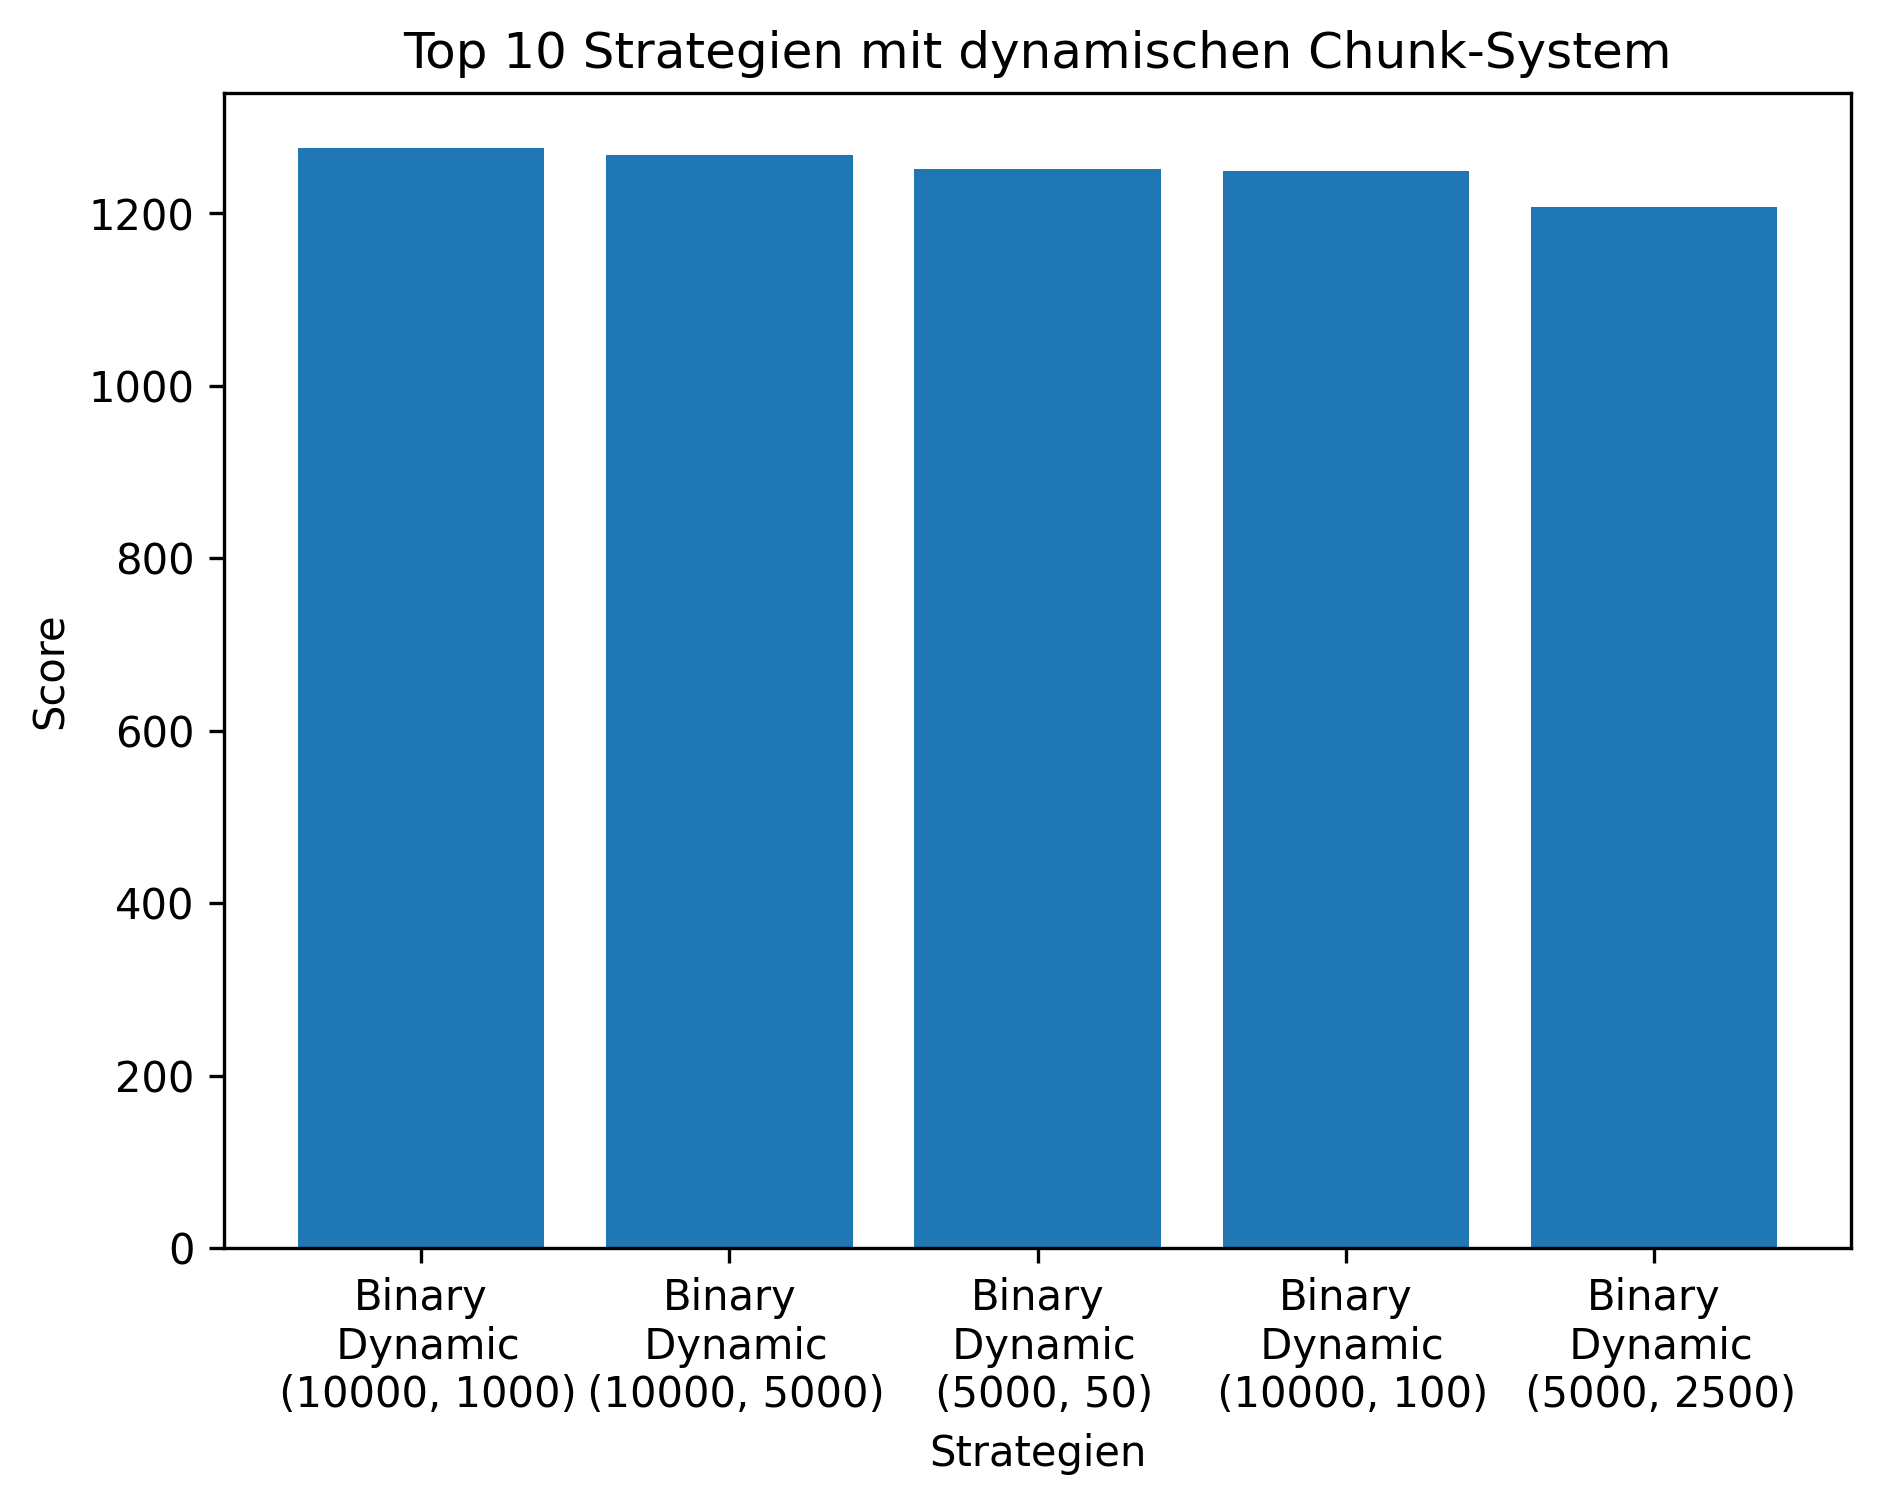 Top 10 Strategien mit dynamischen Chunk-System
Score
1200
1000
800
600
400
200
0
Binary
Dynamic
(10000, 1000)
Binary
Dynamic
(10000, 5000)
Binary
Dynamic
(5000, 50)
Binary
Dynamic
(10000, 100)
Binary
Dynamic
(5000, 2500)
Strategien